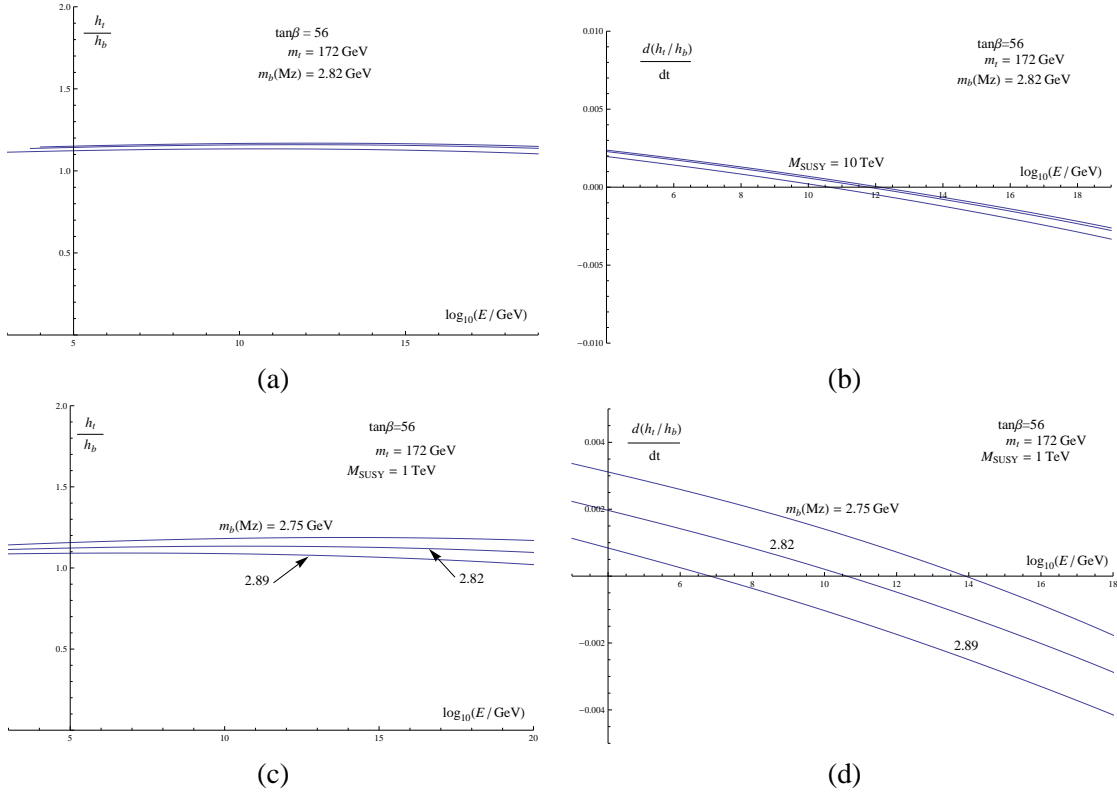 2.0
h_t
h_b
tanβ = 56
m_t = 172 GeV
m_b(Mz) = 2.82 GeV
1.5
1.0
0.5
log₁₀(E / GeV)
5 10 15
(a)
0.010
d(h_t / h_b)
dt
tanβ=56
m_t = 172 GeV
m_b(Mz) = 2.82 GeV
0.005
M_SUSY = 10 TeV
log₁₀(E / GeV)
0.000
6 8 10 12 14 16 18
−0.005
−0.010
(b)
2.0
h_t
h_b
tanβ=56
m_t = 172 GeV
M_SUSY = 1 TeV
1.5
m_b(Mz) = 2.75 GeV
1.0
2.89
2.82
0.5
log₁₀(E / GeV)
5 10 15 20
(c)
0.004
d(h_t / h_b)
dt
tanβ=56
m_t = 172 GeV
M_SUSY = 1 TeV
0.002
m_b(Mz) = 2.75 GeV
2.82
log₁₀(E / GeV)
6 8 10 12 14 16 18
−0.002
2.89
−0.004
(d)